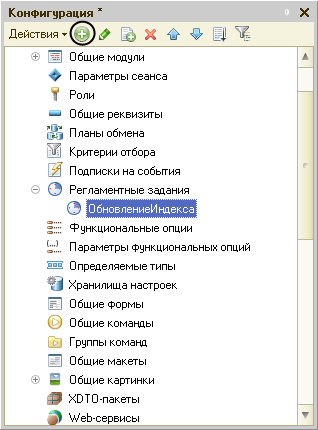 Конфигурация *
Действия
Общие модули
Параметры сеанса
Роли
Общие реквизиты
Планы обмена
Критерии отбора
Подписки на события
Регламентные задания
ОбновлениеИндекса
Функциональные опции
Параметры функциональных опций
Определяемые типы
Хранилища настроек
Общие формы
Общие команды
Группы команд
Общие макеты
Общие картинки
XDTO-пакеты
Web-сервисы